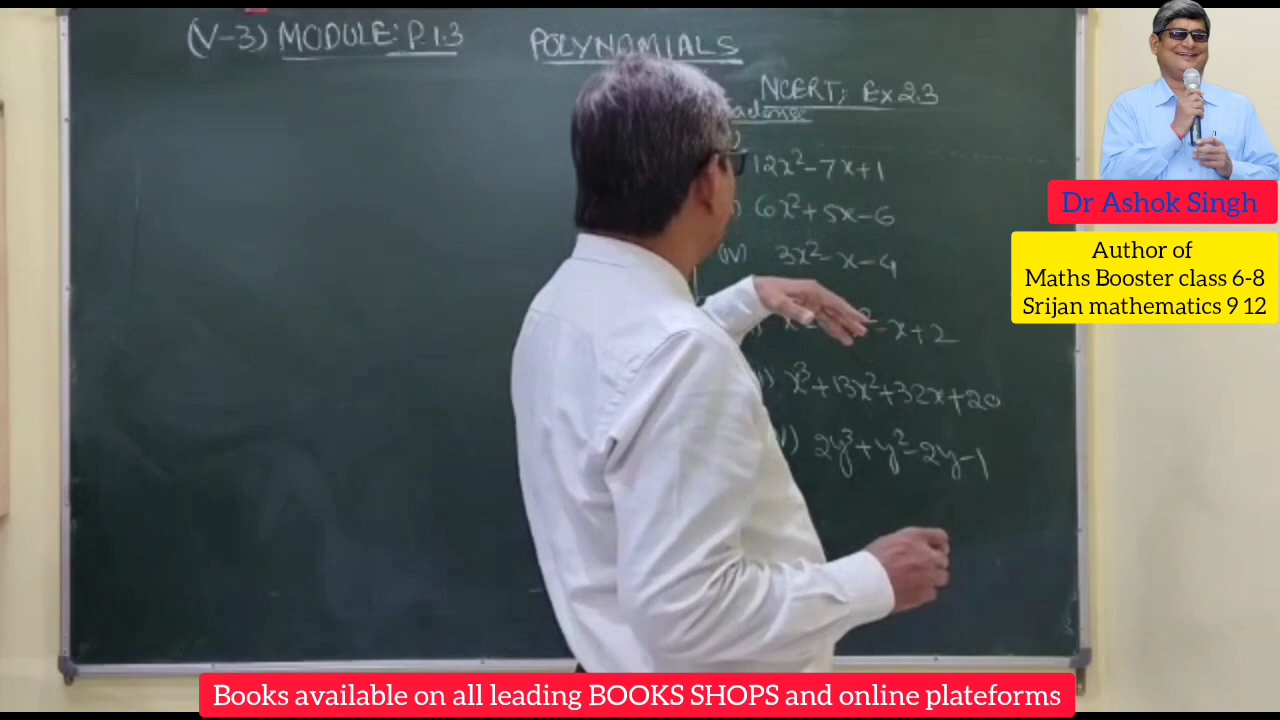 (V-3) MODULE: P.1.3
POLYNOMIALS
NCERT; Ex 2.3
12x²-7x+1
6x²+5x-6
(iv) 3x²-x-4
-x+2
x³+13x²+32x+20
2y³+y²-2y-1
Dr Ashok Singh
Author of
Maths Booster class 6-8
Srijan mathematics 9 12
Books available on all leading BOOKS SHOPS and online plateforms